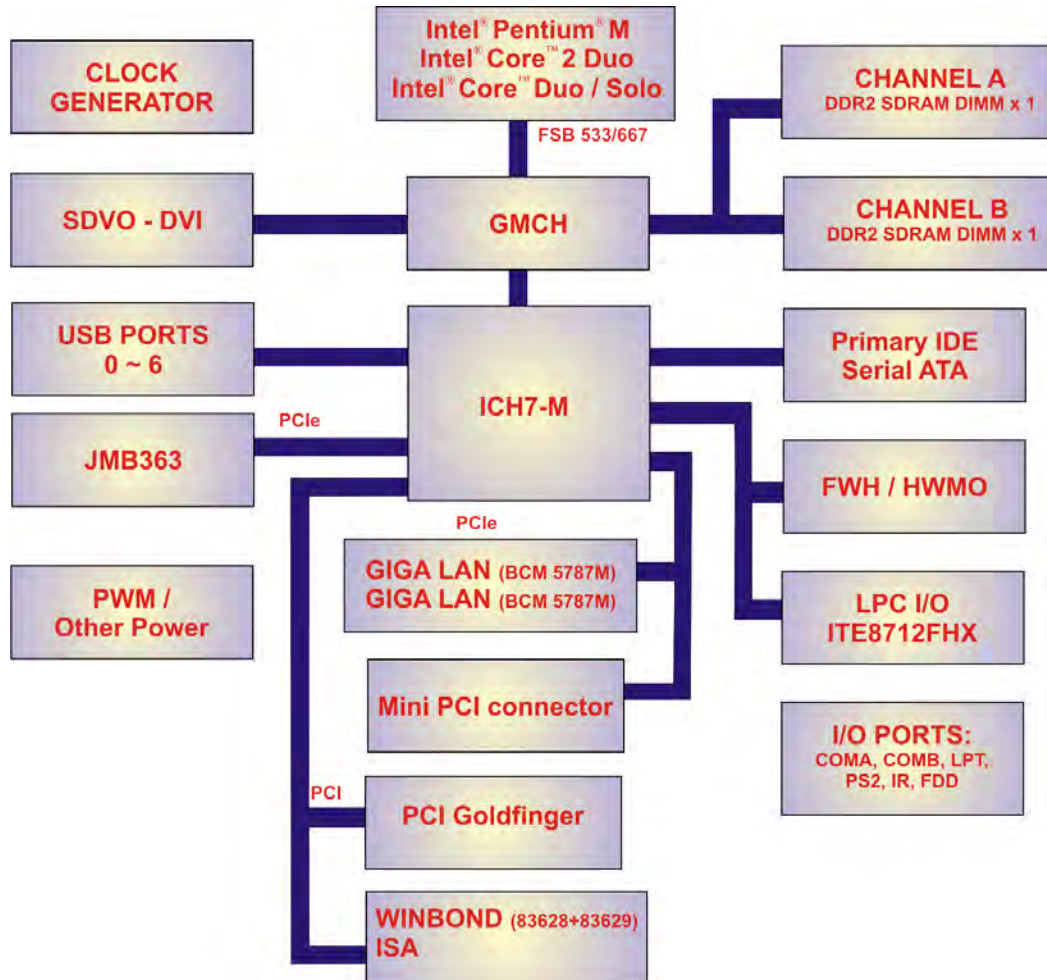 CLOCK
GENERATOR
Intel® Pentium® M
Intel® Core™ 2 Duo
Intel® Core™ Duo / Solo
CHANNEL A
DDR2 SDRAM DIMM x 1
FSB 533/667
SDVO - DVI
GMCH
CHANNEL B
DDR2 SDRAM DIMM x 1
USB PORTS
0 ~ 6
ICH7-M
Primary IDE
Serial ATA
PCIe
JMB363
FWH / HWMO
PCIe
GIGA LAN (BCM 5787M)
GIGA LAN (BCM 5787M)
PWM /
Other Power
LPC I/O
ITE8712FHX
Mini PCI connector
I/O PORTS:
COMA, COMB, LPT,
PS2, IR, FDD
PCI
PCI Goldfinger
WINBOND (83628+83629)
ISA